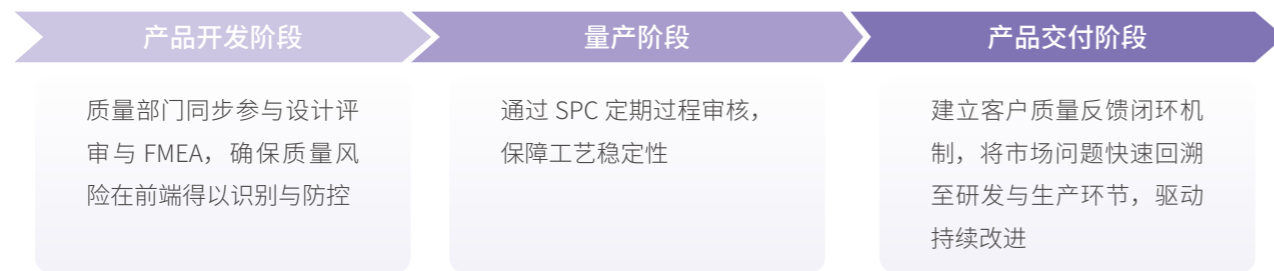 产品开发阶段
量产阶段
产品交付阶段
质量部门同步参与设计评
审与 FMEA，确保质量风
险在前端得以识别与防控
通过 SPC 定期过程审核，
保障工艺稳定性
建立客户质量反馈闭环机
制，将市场问题快速回溯
至研发与生产环节，驱动
持续改进